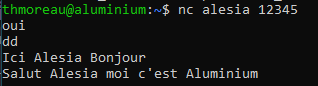 thmoreau@aluminium:~$ nc alesia 12345
oui
dd
Ici Alesia Bonjour
Salut Alesia moi c'est Aluminium